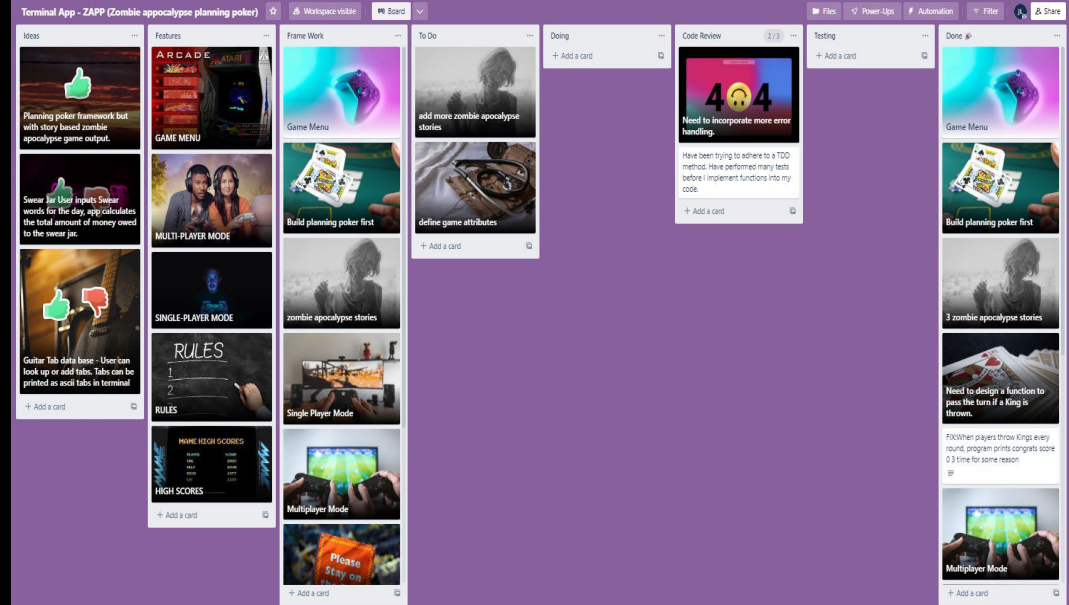 Terminal App - ZAPP (Zombie appocalypse planning poker)
Workspace visible
Board
Files
Power-Ups
Automation
Filter
JL
Share
Ideas
Planning poker framework but
with story based zombie
apocalypse game output.
Swear Jar User inputs Swear
words for the day, app calculates
the total amount of money owed
to the swear jar.
Guitar Tab data base - User can
look up or add tabs. Tabs can be
printed as ascii tabs in terminal
+ Add a card
Features
ARCADE
ATARI
GAME MENU
MULTI-PLAYER MODE
SINGLE-PLAYER MODE
RULES
1
2.
3.
RULES
MAME HIGH SCORES
HIGH SCORES
+ Add a card
Frame Work
Game Menu
Build planning poker first
zombie apocalypse stories
Single Player Mode
Multiplayer Mode
Please
Stay on
+ Add a card
To Do
add more zombie apocalypse
stories
define game attributes
+ Add a card
Doing
+ Add a card
Code Review
2/3
404
Need to incorporate more error
handling.
Have been trying to adhere to a TDD
method. Have performed many tests
before I implement functions into my
code.
+ Add a card
Testing
+ Add a card
Done 🎉
Game Menu
Build planning poker first
3 zombie apocalypse stories
Need to design a function to
pass the turn if a King is
thrown.
FIX!When players throw Kings every
round, program prints congrats score
0 3 time for some reason
Multiplayer Mode
+ Add a card